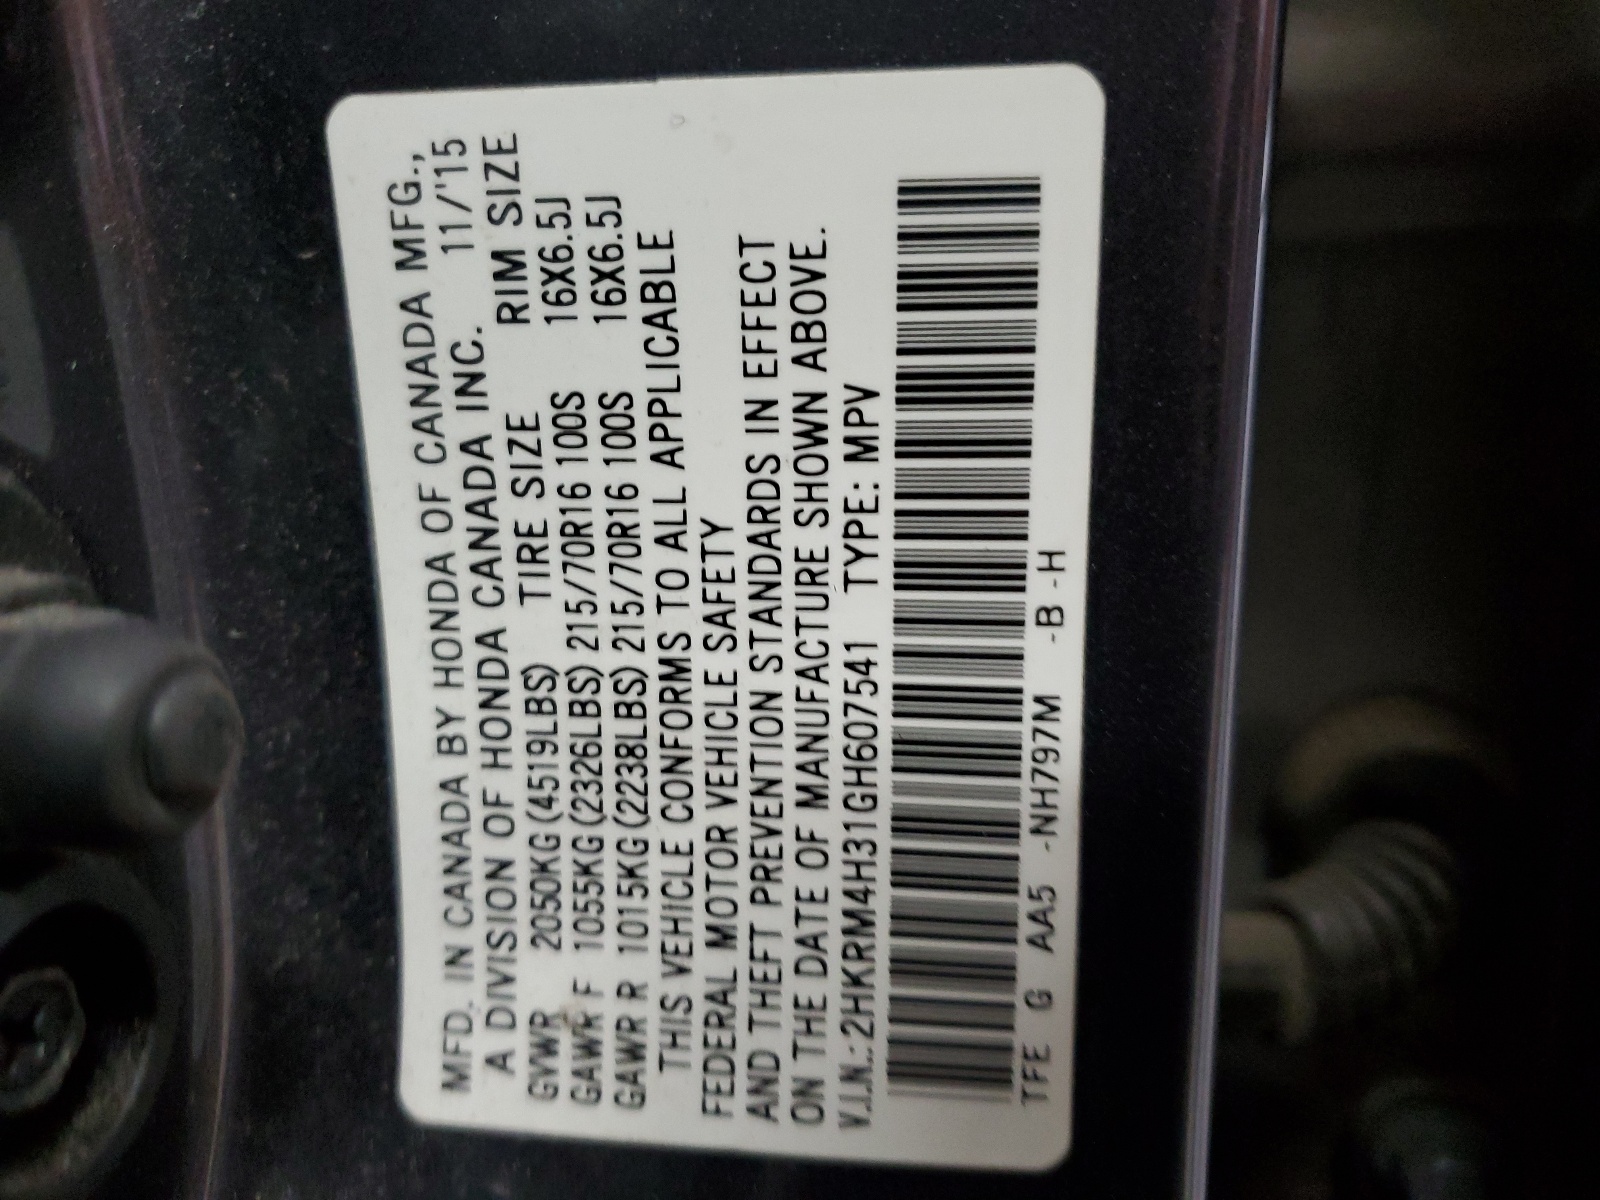 MFD. IN CANADA BY HONDA OF CANADA MFG.,
A DIVISION OF HONDA CANADA INC. 11/'15
GVWR 2050KG(4519LBS) TIRE SIZE RIM SIZE
GAWR F 1055KG(2326LBS) 215/70R16 100S 16X6.5J
GAWR R 1015KG(2238LBS) 215/70R16 100S 16X6.5J
THIS VEHICLE CONFORMS TO ALL APPLICABLE
FEDERAL MOTOR VEHICLE SAFETY
AND THEFT PREVENTION STANDARDS IN EFFECT
ON THE DATE OF MANUFACTURE SHOWN ABOVE.
V.I.N.:2HKRM4H31GH607541 TYPE: MPV
TFE G AA5 -NH797M -B -H